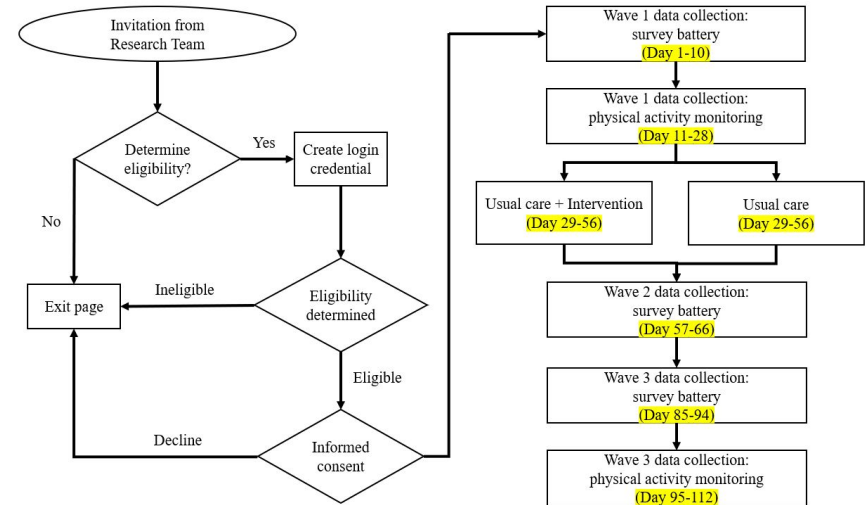 Invitation from
Research Team
Determine
eligibility?
Yes
Create login
credential
No
Exit page
Ineligible
Eligibility
determined
Eligible
Decline
Informed
consent
Wave 1 data collection:
survey battery
(Day 1-10)
Wave 1 data collection:
physical activity monitoring
(Day 11-28)
Usual care + Intervention
(Day 29-56)
Usual care
(Day 29-56)
Wave 2 data collection:
survey battery
(Day 57-66)
Wave 3 data collection:
survey battery
(Day 85-94)
Wave 3 data collection:
physical activity monitoring
(Day 95-112)